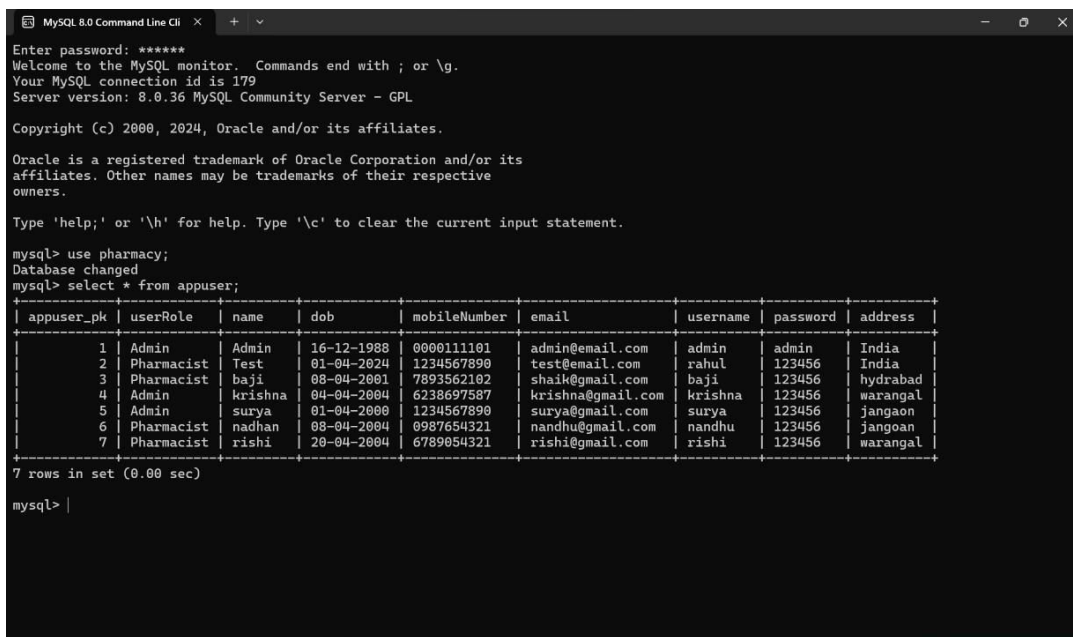 MySQL 8.0 Command Line Cli
Enter password: ******
Welcome to the MySQL monitor.  Commands end with ; or \g.
Your MySQL connection id is 179
Server version: 8.0.36 MySQL Community Server - GPL
Copyright (c) 2000, 2024, Oracle and/or its affiliates.
Oracle is a registered trademark of Oracle Corporation and/or its
affiliates. Other names may be trademarks of their respective
owners.
Type 'help;' or '\h' for help. Type '\c' to clear the current input statement.
mysql> use pharmacy;
Database changed
mysql> select * from appuser;
+------------+------------+---------+------------+--------------+-------------------+----------+----------+----------+
| appuser_pk | userRole   | name    | dob        | mobileNumber | email             | username | password | address  |
+------------+------------+---------+------------+--------------+-------------------+----------+----------+----------+
|          1 | Admin      | Admin   | 16-12-1988 | 0000111101   | admin@email.com   | admin    | admin    | India    |
|          2 | Pharmacist | Test    | 01-04-2024 | 1234567890   | test@email.com    | rahul    | 123456   | India    |
|          3 | Pharmacist | baji    | 08-04-2001 | 7893562102   | shaik@gmail.com   | baji     | 123456   | hydrabad |
|          4 | Admin      | krishna | 04-04-2004 | 6238697587   | krishna@gmail.com | krishna  | 123456   | warangal |
|          5 | Admin      | surya   | 01-04-2000 | 1234567890   | surya@gmail.com   | surya    | 123456   | jangaon  |
|          6 | Pharmacist | nadhan  | 08-04-2004 | 0987654321   | nandhu@gmail.com  | nandhu   | 123456   | jangoan  |
|          7 | Pharmacist | rishi   | 20-04-2004 | 6789054321   | rishi@gmail.com   | rishi    | 123456   | warangal |
+------------+------------+---------+------------+--------------+-------------------+----------+----------+----------+
7 rows in set (0.00 sec)
mysql>